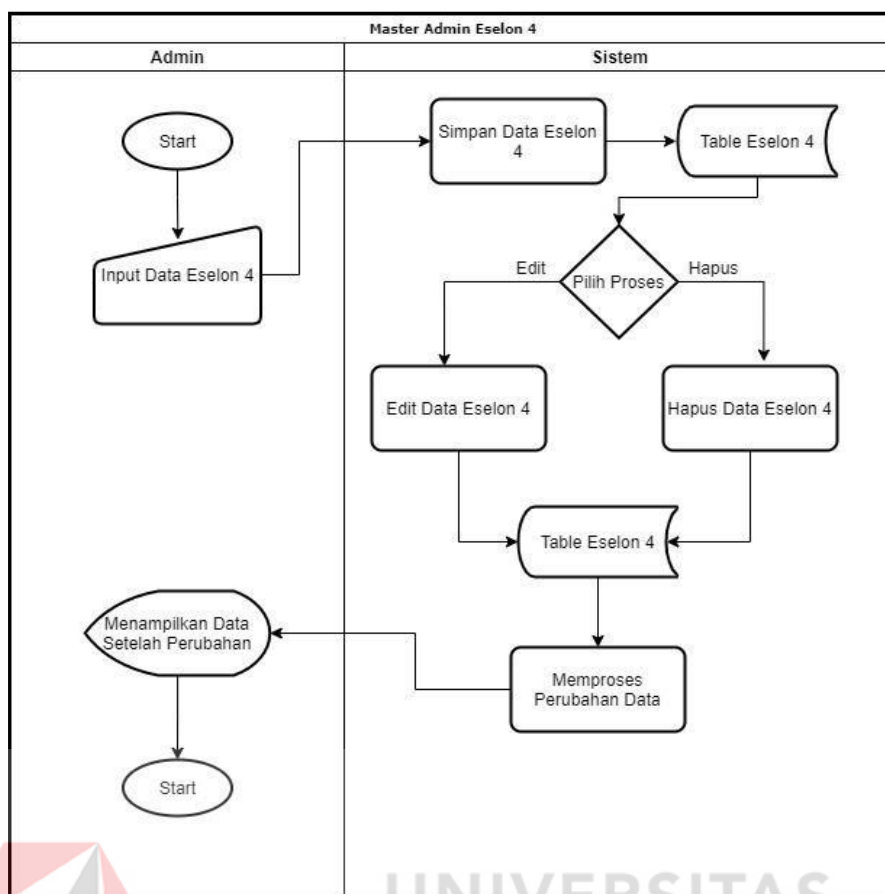 Master Admin Eselon 4
Admin
Sistem
Start
Simpan Data Eselon
4
Table Eselon 4
Input Data Eselon 4
Edit
Pilih Proses
Hapus
Edit Data Eselon 4
Hapus Data Eselon 4
Table Eselon 4
Menampilkan Data
Setelah Perubahan
Memproses
Perubahan Data
Start
UNIVERSITAS